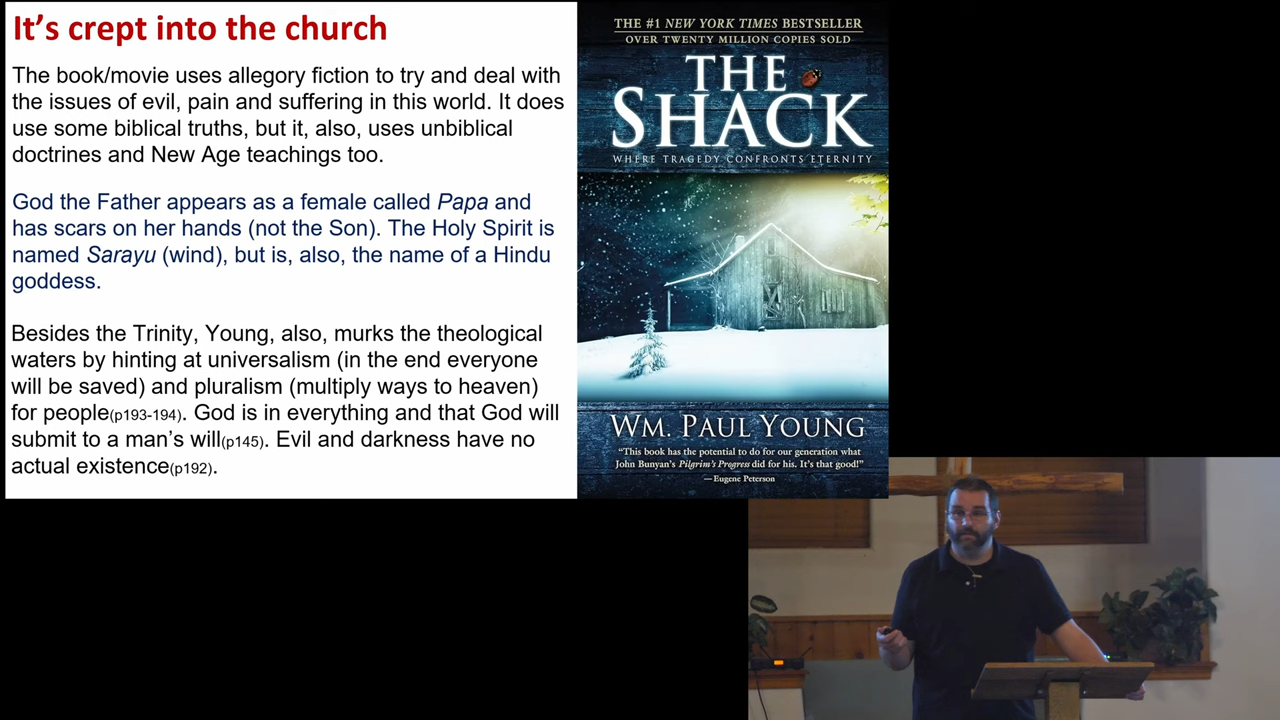 It's crept into the church
The book/movie uses allegory fiction to try and deal with
the issues of evil, pain and suffering in this world. It does
use some biblical truths, but it, also, uses unbiblical
doctrines and New Age teachings too.
God the Father appears as a female called Papa and
has scars on her hands (not the Son). The Holy Spirit is
named Sarayu (wind), but is, also, the name of a Hindu
goddess.
Besides the Trinity, Young, also, murks the theological
waters by hinting at universalism (in the end everyone
will be saved) and pluralism (multiply ways to heaven)
for people(p193-194). God is in everything and that God will
submit to a man's will(p145). Evil and darkness have no
actual existence(p192).
THE #1 NEW YORK TIMES BESTSELLER
OVER TWENTY MILLION COPIES SOLD
THE
SHACK
WHERE TRAGEDY CONFRONTS ETERNITY
WM. PAUL YOUNG
"This book has the potential to do for our generation what
John Bunyan's Pilgrim's Progress did for his. It's that good!"
—Eugene Peterson